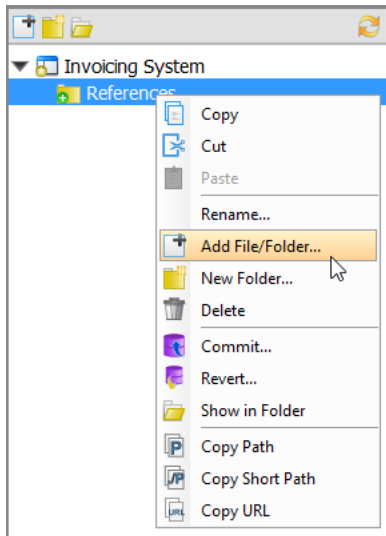 Invoicing System
References
Copy
Cut
Paste
Rename...
Add File/Folder...
New Folder...
Delete
Commit...
Revert...
Show in Folder
P Copy Path
/P Copy Short Path
URL Copy URL